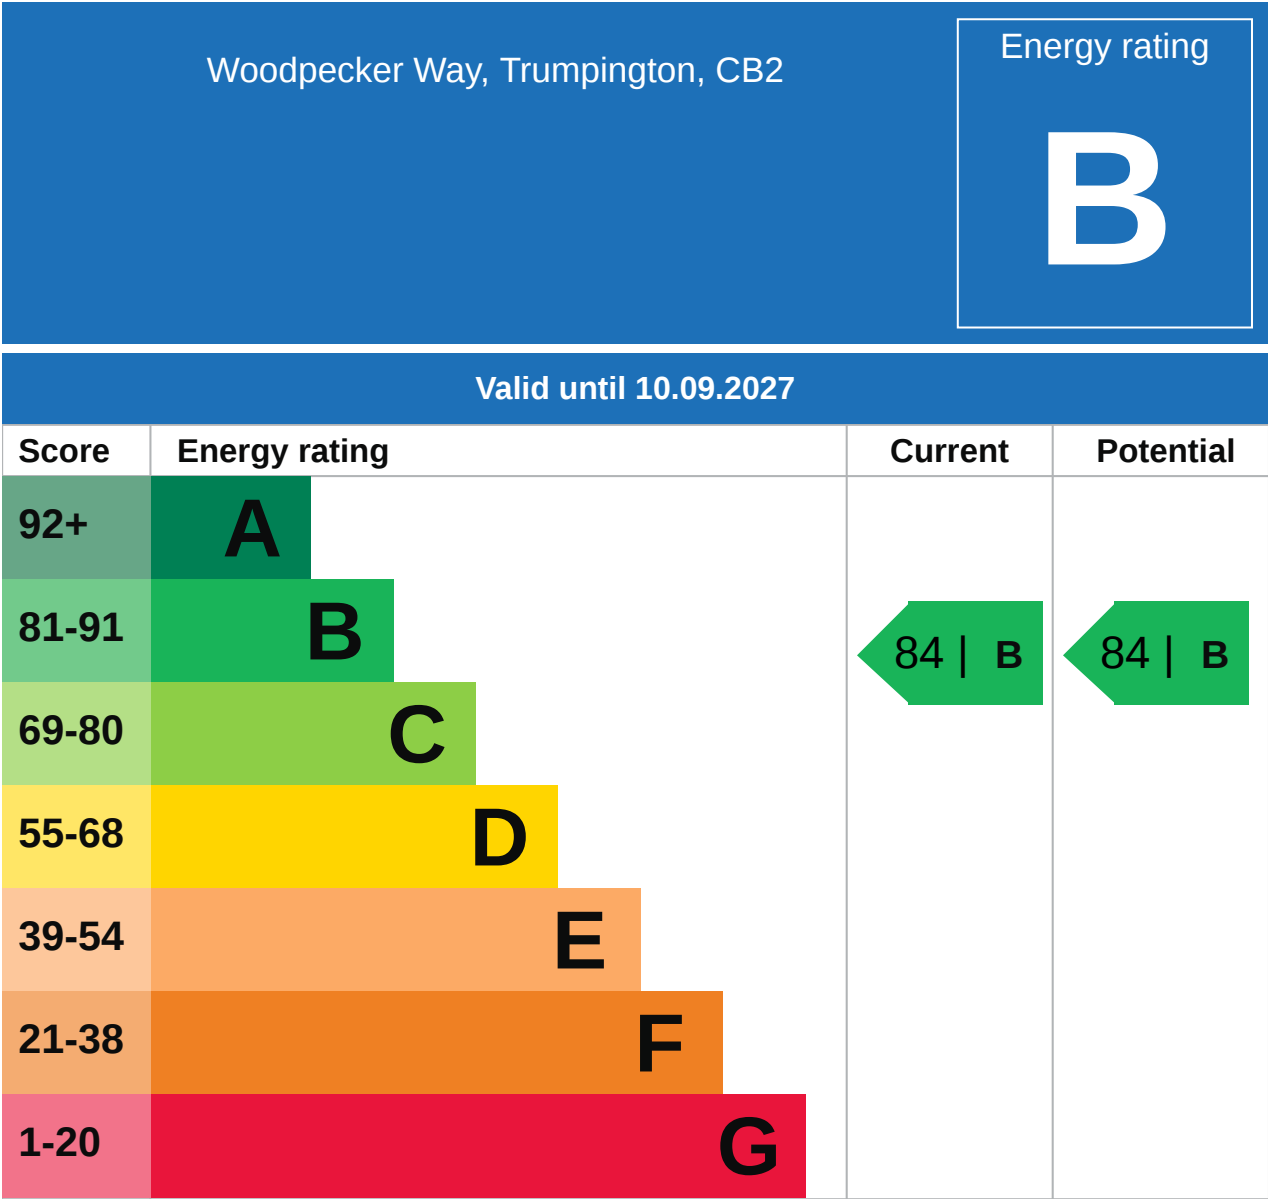 Woodpecker Way, Trumpington, CB2
Energy rating
B
Valid until 10.09.2027
Score Energy rating Current Potential
92+ A
81-91 B 84 | B 84 | B
69-80 C
55-68 D
39-54 E
21-38 F
1-20 G